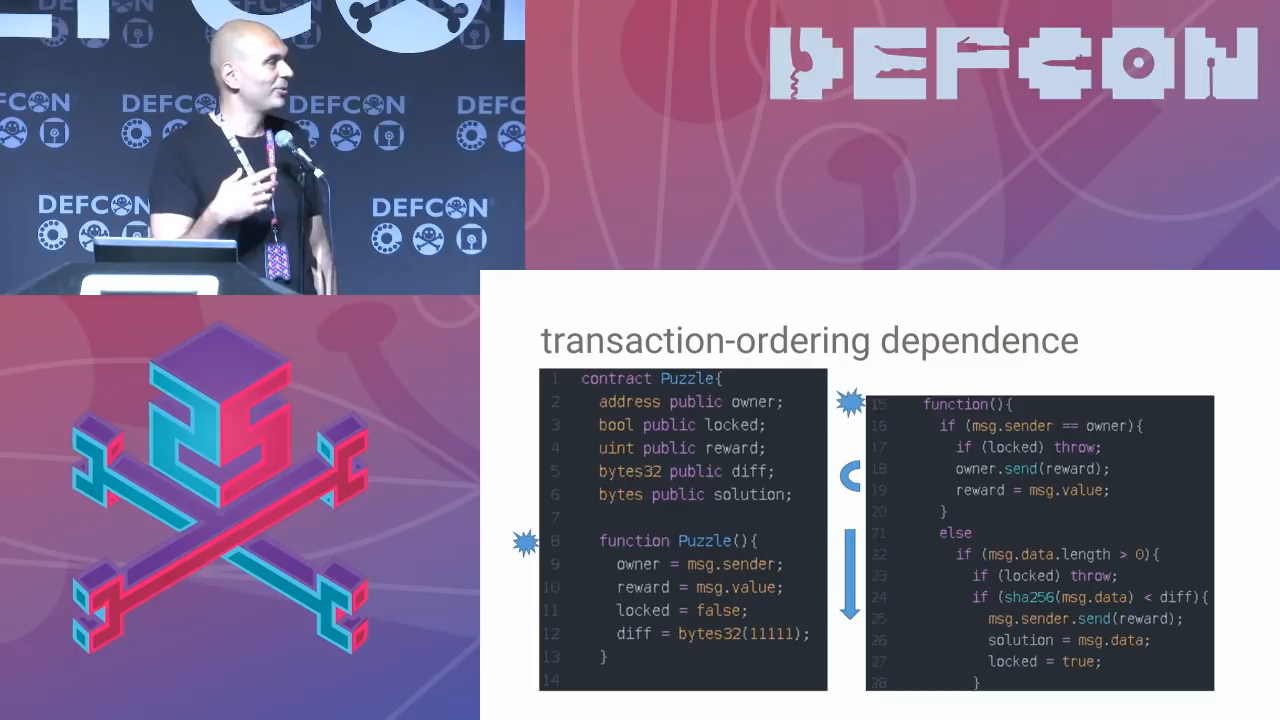 DEFCON
DEFCON
DEFCON
DEFCON
DEFCON
DEFCON
transaction-ordering dependence
1 contract Puzzle{
2 address public owner;
3 bool public locked;
4 uint public reward;
5 bytes32 public diff;
6 bytes public solution;
7
8 function Puzzle(){
9 owner = msg.sender;
10 reward = msg.value;
11 locked = false;
12 diff = bytes32(11111);
13 }
14
15 function(){
16 if (msg.sender == owner){
17 if (locked) throw;
18 owner.send(reward);
19 reward = msg.value;
20 }
21 else
22 if (msg.data.length > 0){
23 if (locked) throw;
24 if (sha256(msg.data) < diff){
25 msg.sender.send(reward);
26 solution = msg.data;
27 locked = true;
28 }